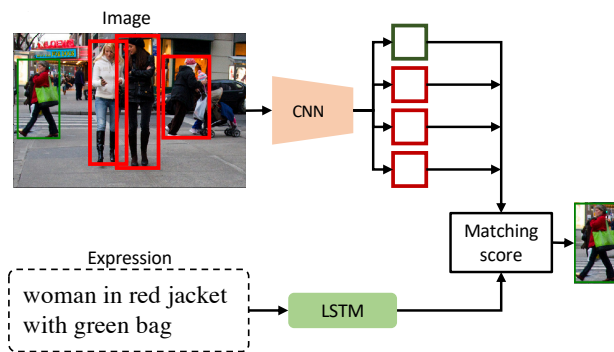 Image
CNN
Matching
score
Expression
woman in red jacket
with green bag
LSTM